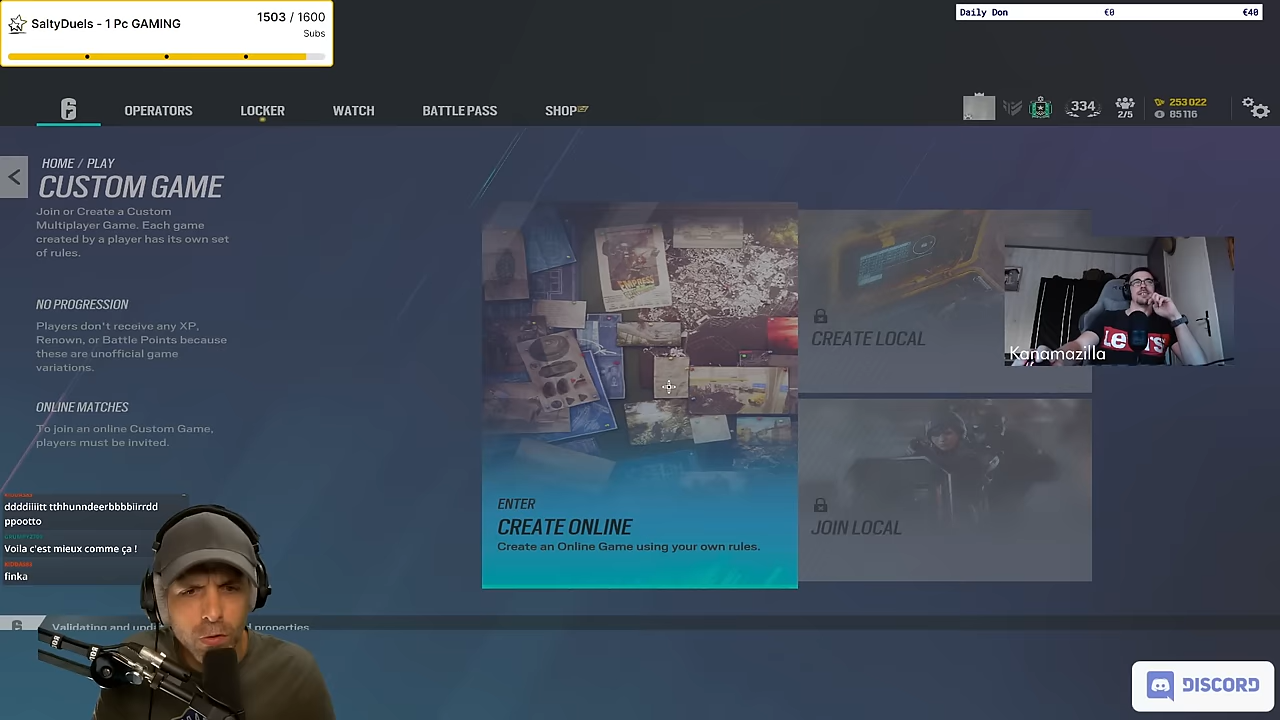 SaltyDuels - 1 Pc GAMING
1503 / 1600
Subs
Daily Don €0 €40
OPERATORS LOCKER WATCH BATTLE PASS SHOP
334
2/5
253 022
85 116
HOME / PLAY
CUSTOM GAME
Join or Create a Custom
Multiplayer Game. Each game
created by a player has its own set
of rules.
NO PROGRESSION
Players don't receive any XP,
Renown, or Battle Points because
these are unofficial game
variations.
ONLINE MATCHES
To join an online Custom Game,
players must be invited.
ENTER
CREATE ONLINE
Create an Online Game using your own rules.
CREATE LOCAL
JOIN LOCAL
Kanamazilla
ddddiiiitt tthhunndeerbbbbiirrdd
ppootto
Voila c'est mieux comme ça !
finka
Validating and
properties
DISCORD